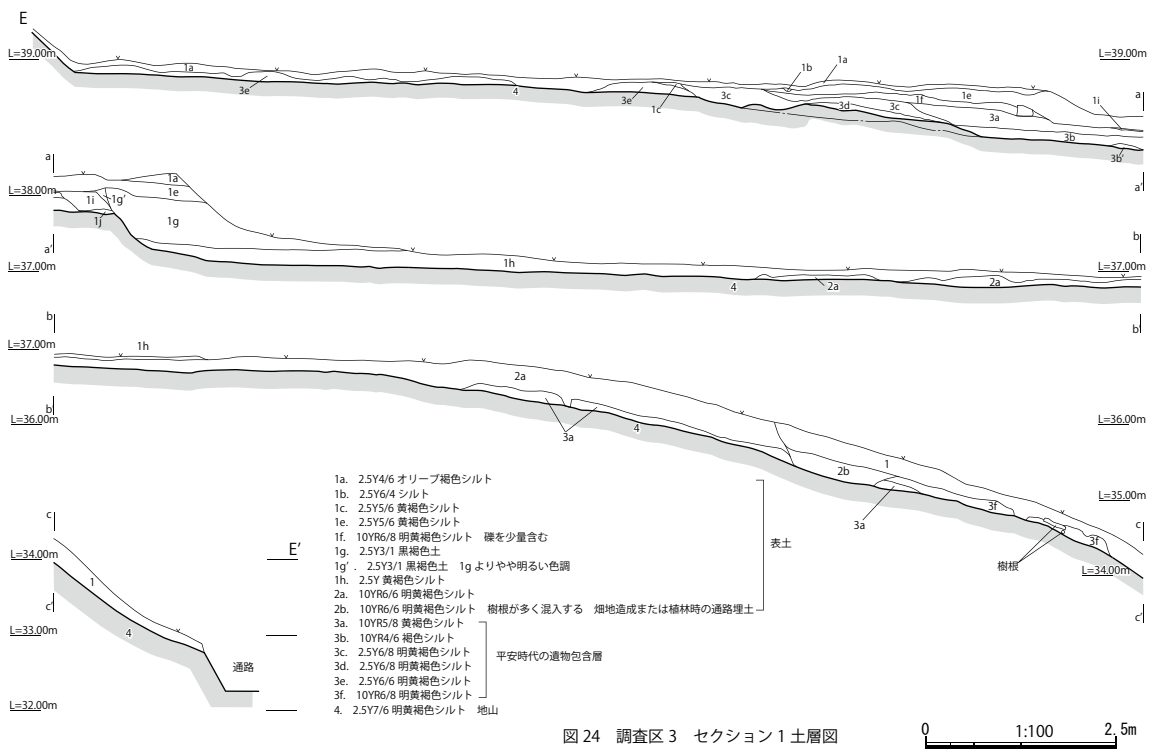 E
L=39.00m
L=39.00m
1a
3e
4
3e
1c
3c
1b
1a
3d
3c
1f
1e
3a
1i
3b
3b'
a
a'
a
L=38.00m
1i
1g'
1j
1a
1e
1g
a'
L=37.00m
1h
4
2a
2a
b
L=37.00m
b'
b
L=37.00m
1h
2a
3a
4
b'
L=36.00m
L=36.00m
2b
1
3a
3f
樹根
3f
L=35.00m
c
L=34.00m
c'
c
L=34.00m
1
c'
L=33.00m
4
通路
L=32.00m
E’
1a. 2.5Y4/6 オリーブ褐色シルト
1b. 2.5Y6/4 シルト
1c. 2.5Y5/6 黄褐色シルト
1e. 2.5Y5/6 黄褐色シルト
1f. 10YR6/8 明黄褐色シルト 礫を少量含む
1g. 2.5Y3/1 黒褐色土
1g’. 2.5Y3/1 黒褐色土 1g よりやや明るい色調
1h. 2.5Y 黄褐色シルト
2a. 10YR6/6 明黄褐色シルト
2b. 10YR6/6 明黄褐色シルト 樹根が多く混入する 畑地造成または植林時の通路埋土
表土
3a. 10YR5/8 黄褐色シルト
3b. 10YR4/6 褐色シルト
3c. 2.5Y6/8 明黄褐色シルト
3d. 2.5Y6/8 明黄褐色シルト
3e. 2.5Y6/6 明黄褐色シルト
3f. 10YR6/8 明黄褐色シルト
平安時代の遺物包含層
4. 2.5Y7/6 明黄褐色シルト 地山
図 24 調査区 3 セクション 1 土層図
0 1:100 2.5m